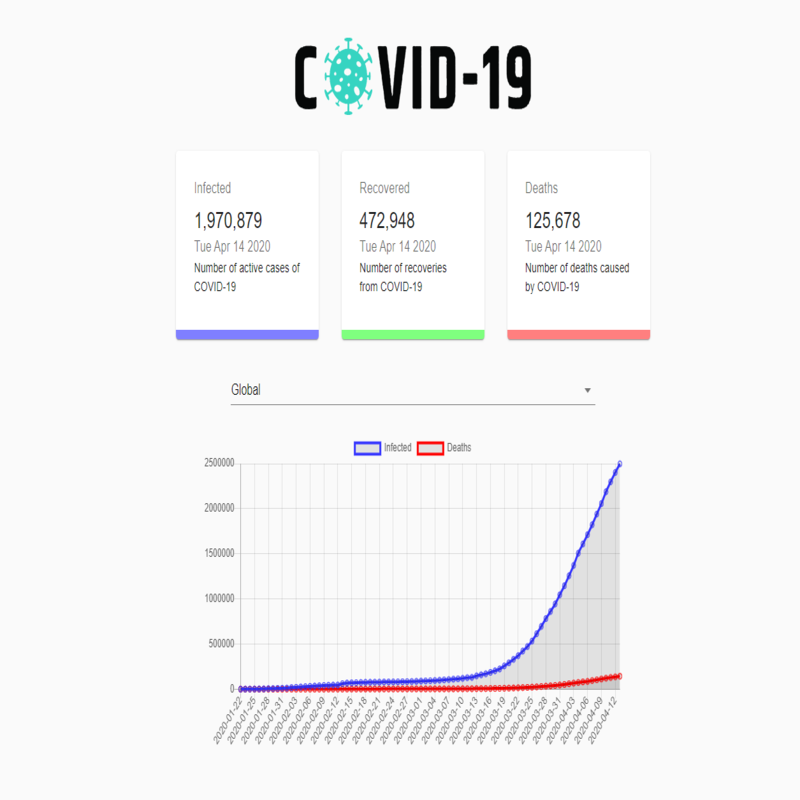 COVID-19
Infected
1,970,879
Tue Apr 14 2020
Number of active cases of
COVID-19
Recovered
472,948
Tue Apr 14 2020
Number of recoveries
from COVID-19
Deaths
125,678
Tue Apr 14 2020
Number of deaths caused
by COVID-19
Global
Infected Deaths
2500000
2000000
1500000
1000000
500000
0
2020-01-22
2020-01-25
2020-01-28
2020-01-31
2020-02-03
2020-02-06
2020-02-09
2020-02-12
2020-02-15
2020-02-18
2020-02-21
2020-02-24
2020-02-27
2020-03-01
2020-03-04
2020-03-07
2020-03-10
2020-03-13
2020-03-16
2020-03-19
2020-03-22
2020-03-25
2020-03-28
2020-03-31
2020-04-03
2020-04-06
2020-04-09
2020-04-12